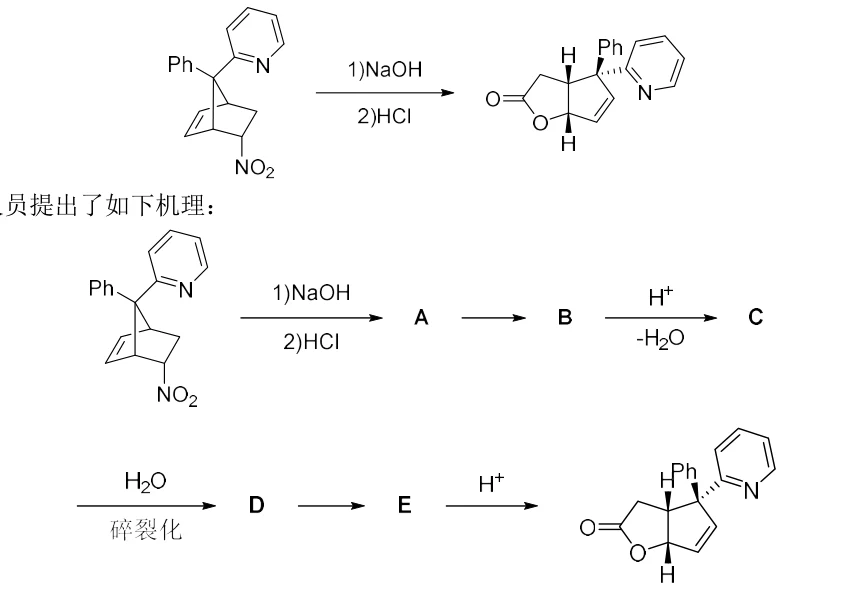 Ph
N
NO₂
1)NaOH
2)HCl
H
Ph
O
O
N
H
员提出了如下机理：
Ph
N
NO₂
1)NaOH
2)HCl
A
B
H⁺
-H₂O
C
H₂O
碎裂化
D
E
H⁺
H
Ph
O
O
N
H